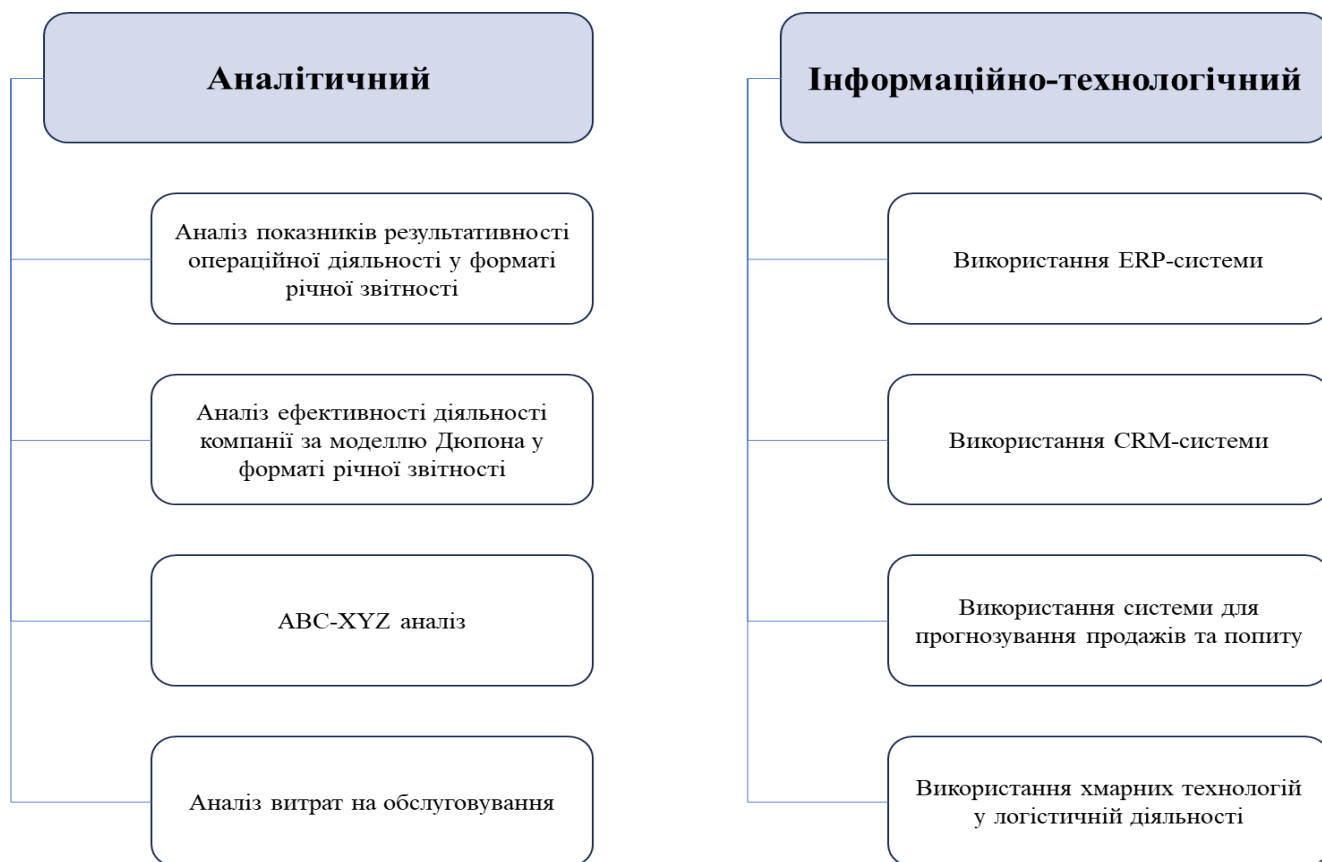 Аналітичний
Аналіз показників результативності
операційної діяльності у форматі
річної звітності
Аналіз ефективності діяльності
компанії за моделлю Дюпона у
форматі річної звітності
ABC-XYZ аналіз
Аналіз витрат на обслуговування
Інформаційно-технологічний
Використання ERP-системи
Використання CRM-системи
Використання системи для
прогнозування продажів та попиту
Використання хмарних технологій
у логістичній діяльності